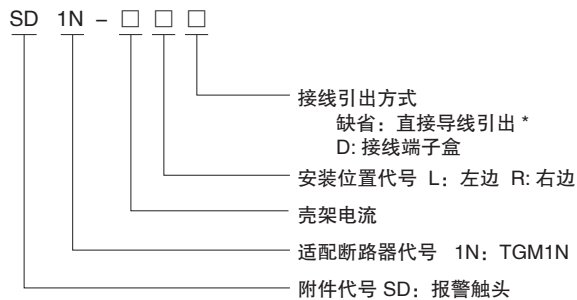 SD 1N - □ □ □
接线引出方式
缺省：直接导线引出 *
D: 接线端子盒
安装位置代号 L：左边 R: 右边
壳架电流
适配断路器代号 1N：TGM1N
附件代号 SD：报警触头